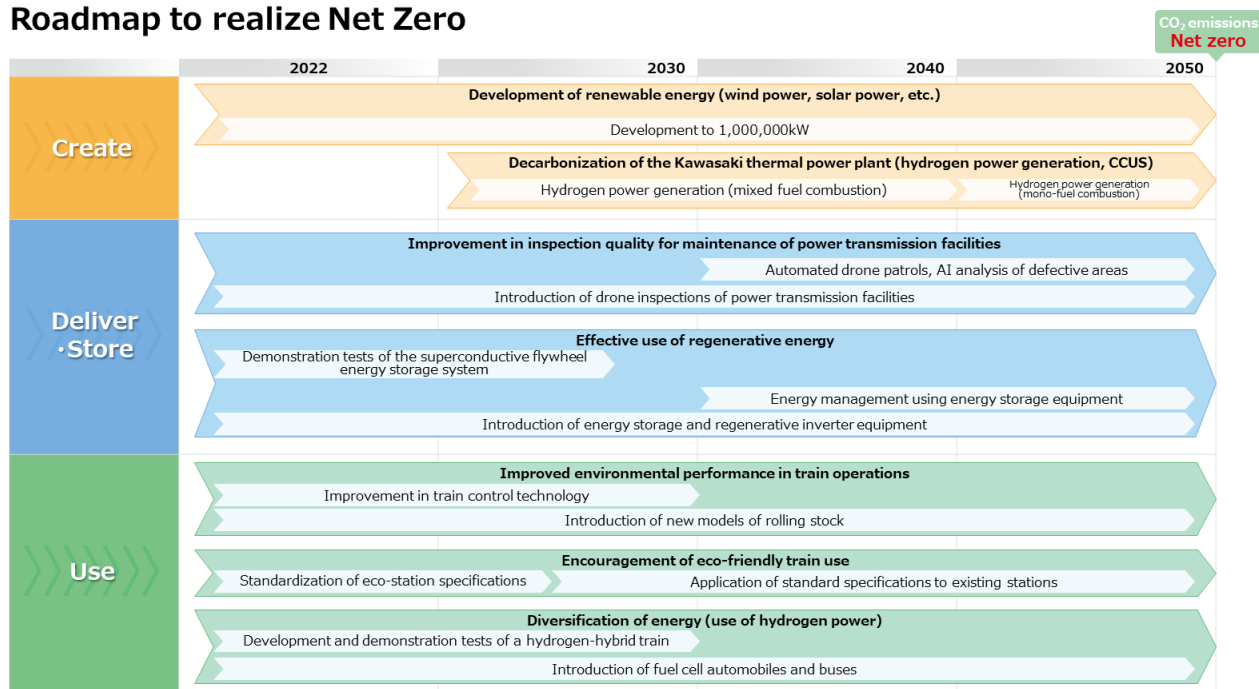 Roadmap to realize Net Zero
CO₂ emissions
Net zero
2022 2030 2040 2050
Create
Development of renewable energy (wind power, solar power, etc.)
Development to 1,000,000kW
Decarbonization of the Kawasaki thermal power plant (hydrogen power generation, CCUS)
Hydrogen power generation (mixed fuel combustion)
Hydrogen power generation
(mono-fuel combustion)
Deliver
・Store
Improvement in inspection quality for maintenance of power transmission facilities
Automated drone patrols, AI analysis of defective areas
Introduction of drone inspections of power transmission facilities
Effective use of regenerative energy
Demonstration tests of the superconductive flywheel
energy storage system
Energy management using energy storage equipment
Introduction of energy storage and regenerative inverter equipment
Use
Improved environmental performance in train operations
Improvement in train control technology
Introduction of new models of rolling stock
Encouragement of eco-friendly train use
Standardization of eco-station specifications
Application of standard specifications to existing stations
Diversification of energy (use of hydrogen power)
Development and demonstration tests of a hydrogen-hybrid train
Introduction of fuel cell automobiles and buses